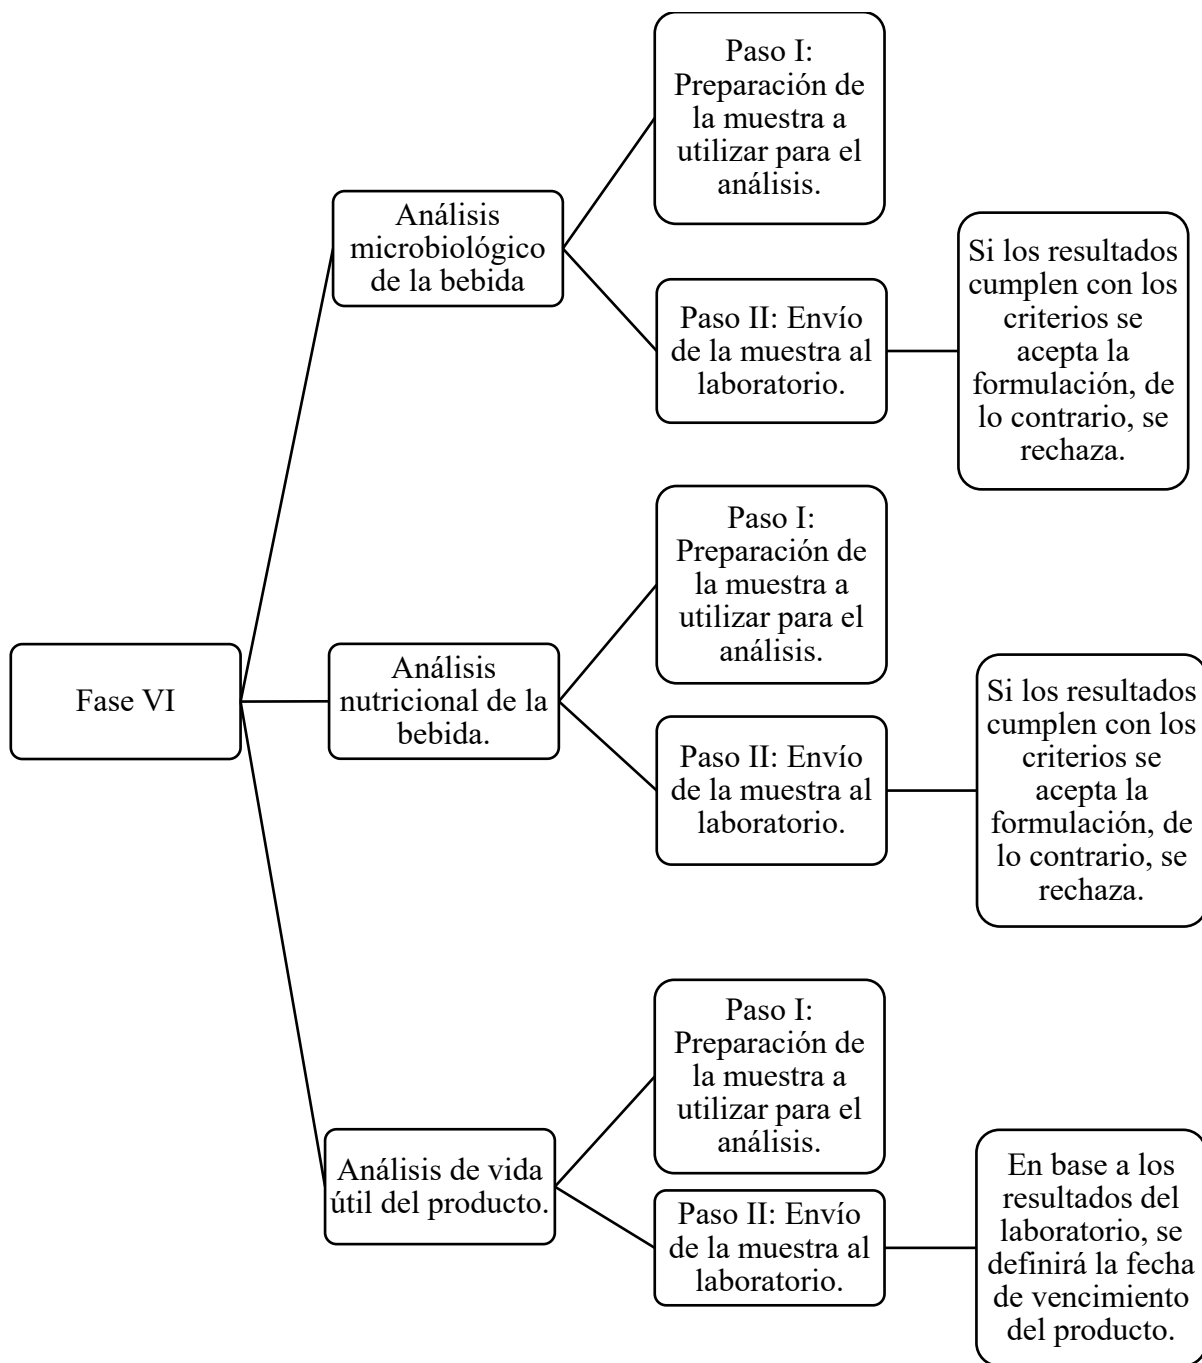 Fase VI
Análisis
microbiológico
de la bebida
Paso I:
Preparación de
la muestra a
utilizar para el
análisis.
Paso II: Envío
de la muestra al
laboratorio.
Si los resultados
cumplen con los
criterios se
acepta la
formulación, de
lo contrario, se
rechaza.
Análisis
nutricional de la
bebida.
Paso I:
Preparación de
la muestra a
utilizar para el
análisis.
Paso II: Envío
de la muestra al
laboratorio.
Si los resultados
cumplen con los
criterios se
acepta la
formulación, de
lo contrario, se
rechaza.
Análisis de vida
útil del producto.
Paso I:
Preparación de
la muestra a
utilizar para el
análisis.
Paso II: Envío
de la muestra al
laboratorio.
En base a los
resultados del
laboratorio, se
definirá la fecha
de vencimiento
del producto.